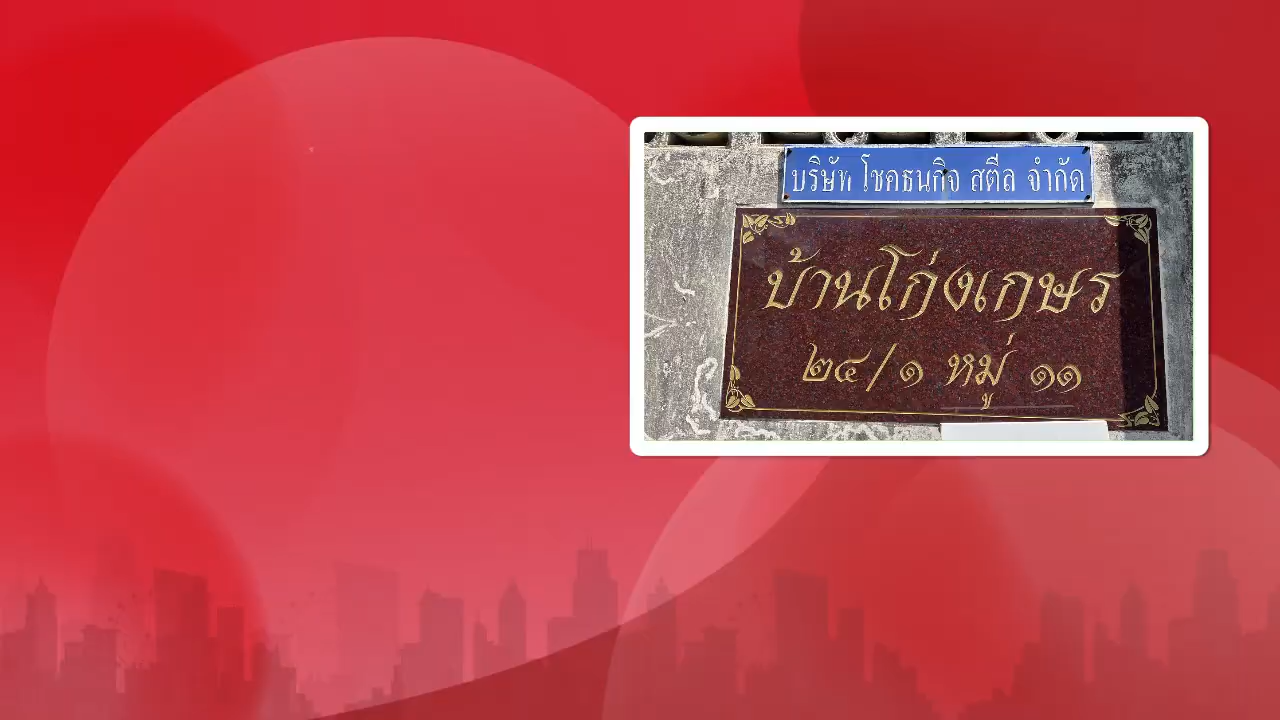 บริษัท โชคธนกิจ สตีล จำกัด
บ้านโก่งเกษร
๒๔/๑ หมู่ ๑๑